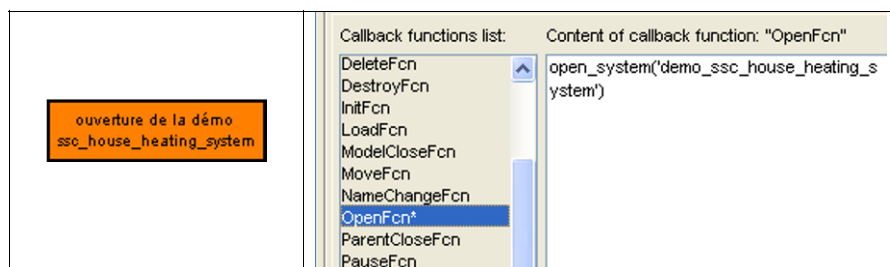 ouverture de la démo
ssc_house_heating_system
Callback functions list:
DeleteFcn
DestroyFcn
InitFcn
LoadFcn
ModelCloseFcn
MoveFcn
NameChangeFcn
OpenFcn*
ParentCloseFcn
PauseFcn
Content of callback function: "OpenFcn"
open_system('demo_ssc_house_heating_s
ystem')